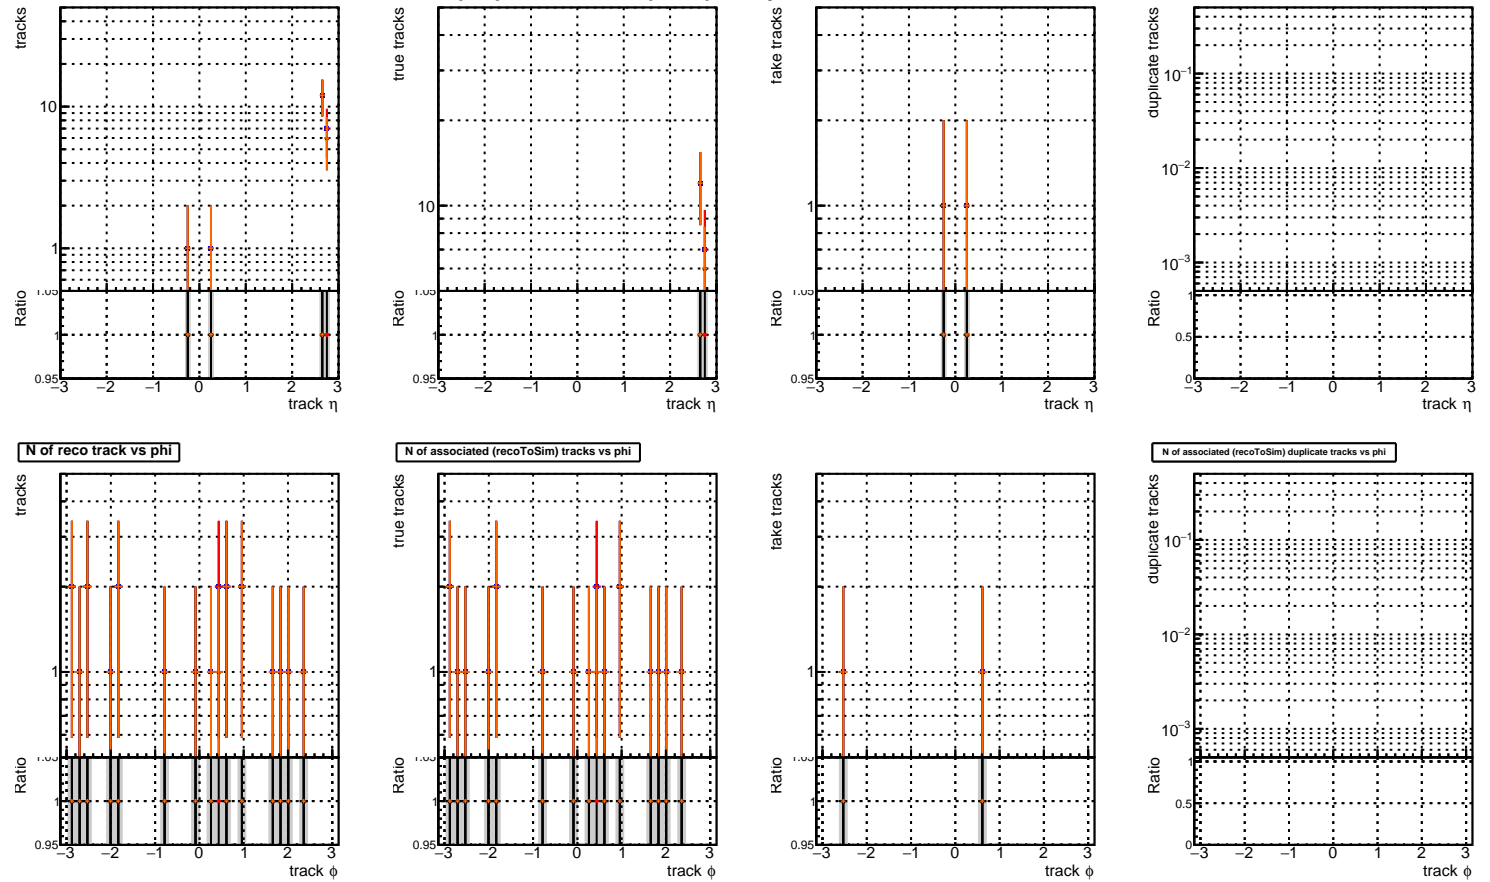 tracks
10
1
1.05
Ratio
1
0.95
−3 −2 −1 0 1 2 3
track η
true tracks
10
Ratio
1
0.95
−3 −2 −1 0 1 2 3
track η
fake tracks
1
1.05
Ratio
1
0.95
−3 −2 −1 0 1 2 3
track η
duplicate tracks
10−1
10−2
10−3
Ratio
1
0.5
0
−3 −2 −1 0 1 2 3
track η
N of reco track vs phi
tracks
1
1.05
Ratio
1
0.95
−3 −2 −1 0 1 2 3
track ϕ
N of associated (recoToSim) tracks vs phi
true tracks
1
1.05
Ratio
1
0.95
−3 −2 −1 0 1 2 3
track ϕ
fake tracks
1
1.05
Ratio
1
0.95
−3 −2 −1 0 1 2 3
track ϕ
N of associated (recoToSim) duplicate tracks vs phi
duplicate tracks
10−1
10−2
10−3
Ratio
1
0.5
0
−3 −2 −1 0 1 2 3
track ϕ